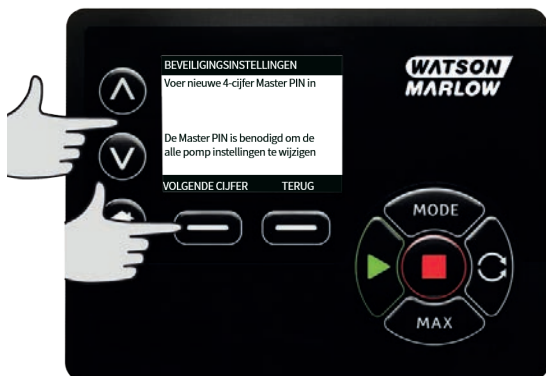 BEVEILIGINGSINSTELLINGEN
Voer nieuwe 4-cijfer Master PIN in
De Master PIN is benodigd om de
alle pomp instellingen te wijzigen
VOLGENDE CIJFER TERUG
WATSON
MARLOW
MODE
MAX